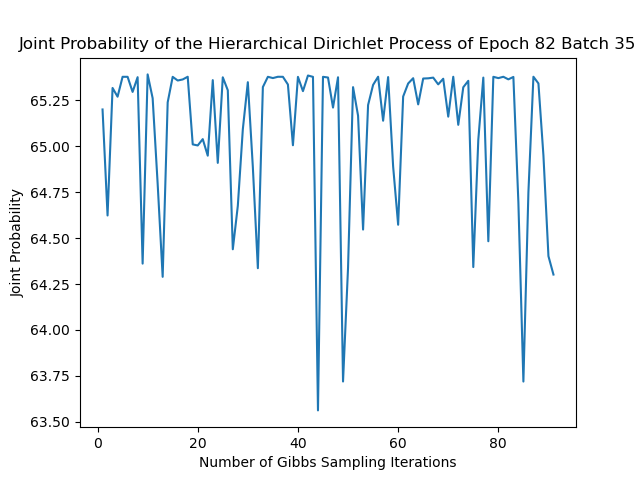 Joint Probability of the Hierarchical Dirichlet Process of Epoch 82 Batch 35
Joint Probability
65.25
65.00
64.75
64.50
64.25
64.00
63.75
63.50
0 20 40 60 80
Number of Gibbs Sampling Iterations